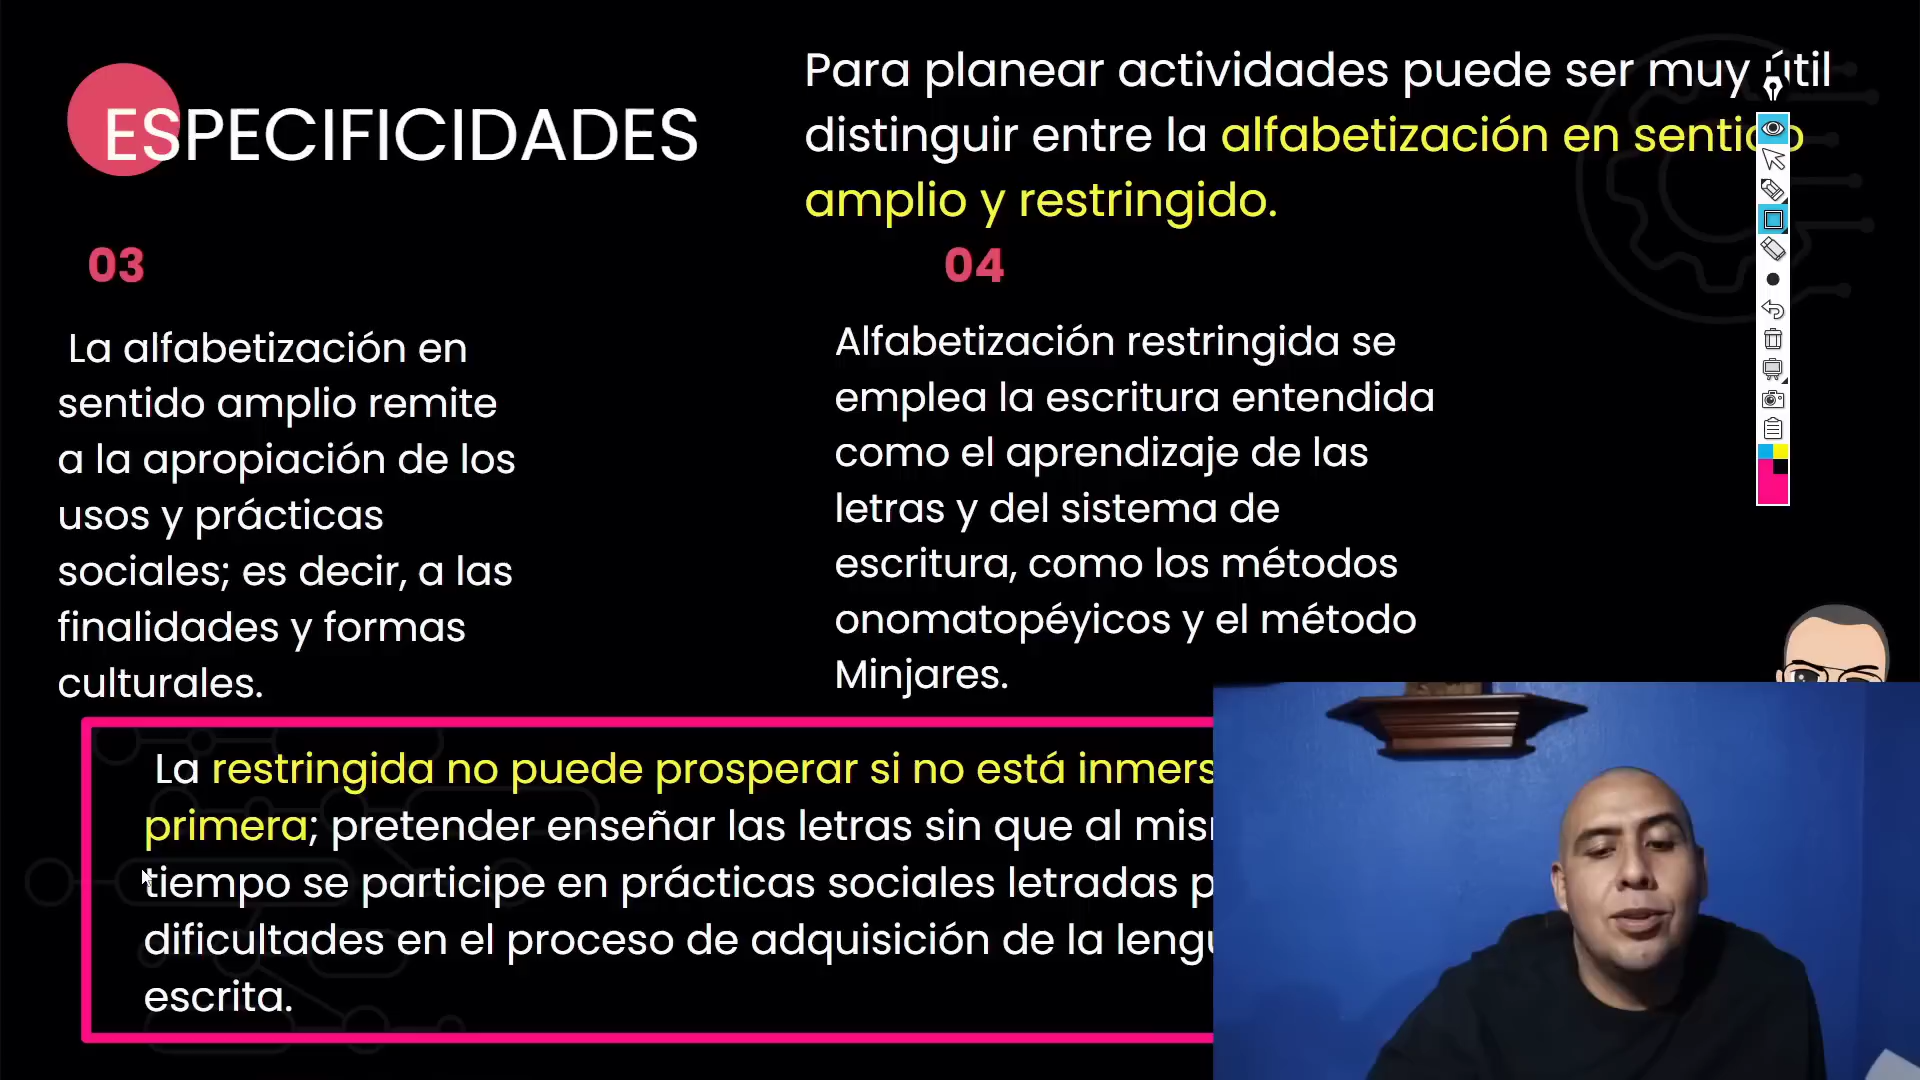 ESPECIFICIDADES
Para planear actividades puede ser muy útil
distinguir entre la alfabetización en sentido
amplio y restringido.
03
La alfabetización en
sentido amplio remite
a la apropiación de los
usos y prácticas
sociales; es decir, a las
finalidades y formas
culturales.
04
Alfabetización restringida se
emplea la escritura entendida
como el aprendizaje de las
letras y del sistema de
escritura, como los métodos
onomatopéyicos y el método
Minjares.
La restringida no puede prosperar si no está
primera; pretender enseñar las letras sin que al
tiempo se participe en prácticas sociales letradas
dificultades en el proceso de adquisición de la
escrita.